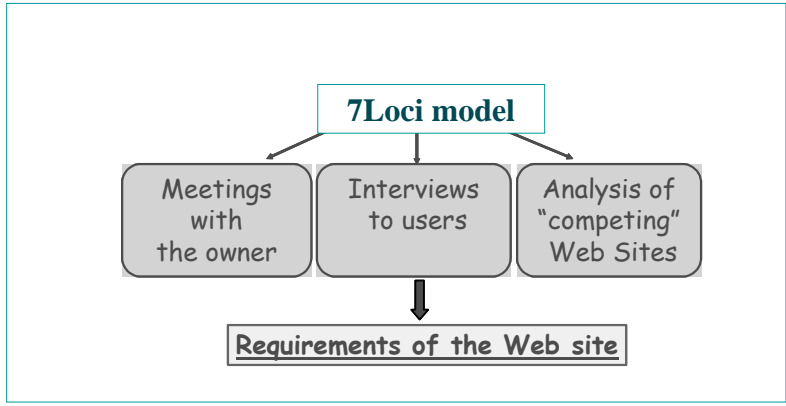 7Loci model
Meetings
with
the owner
Interviews
to users
Analysis of
“competing”
Web Sites
Requirements of the Web site